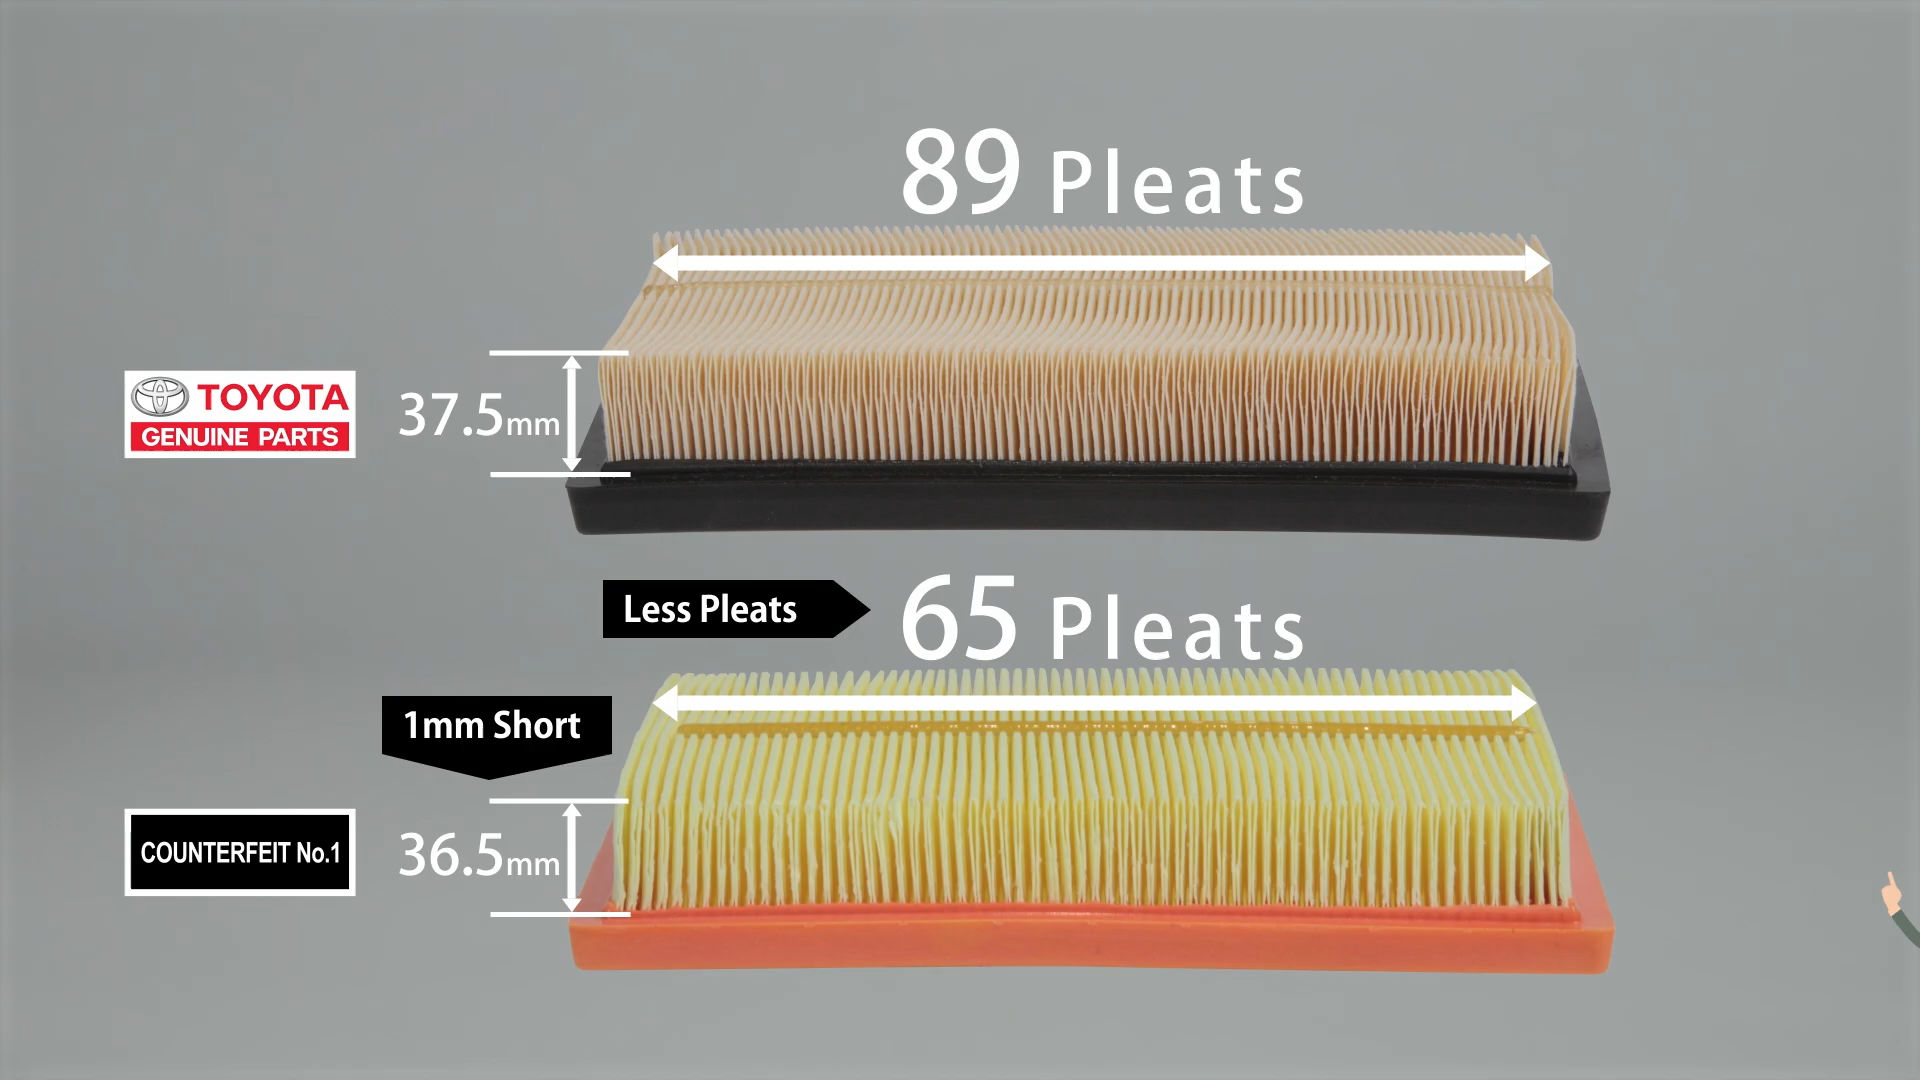 89 Pleats
TOYOTA
GENUINE PARTS
37.5mm
Less Pleats
65 Pleats
1mm Short
COUNTERFEIT No.1
36.5mm